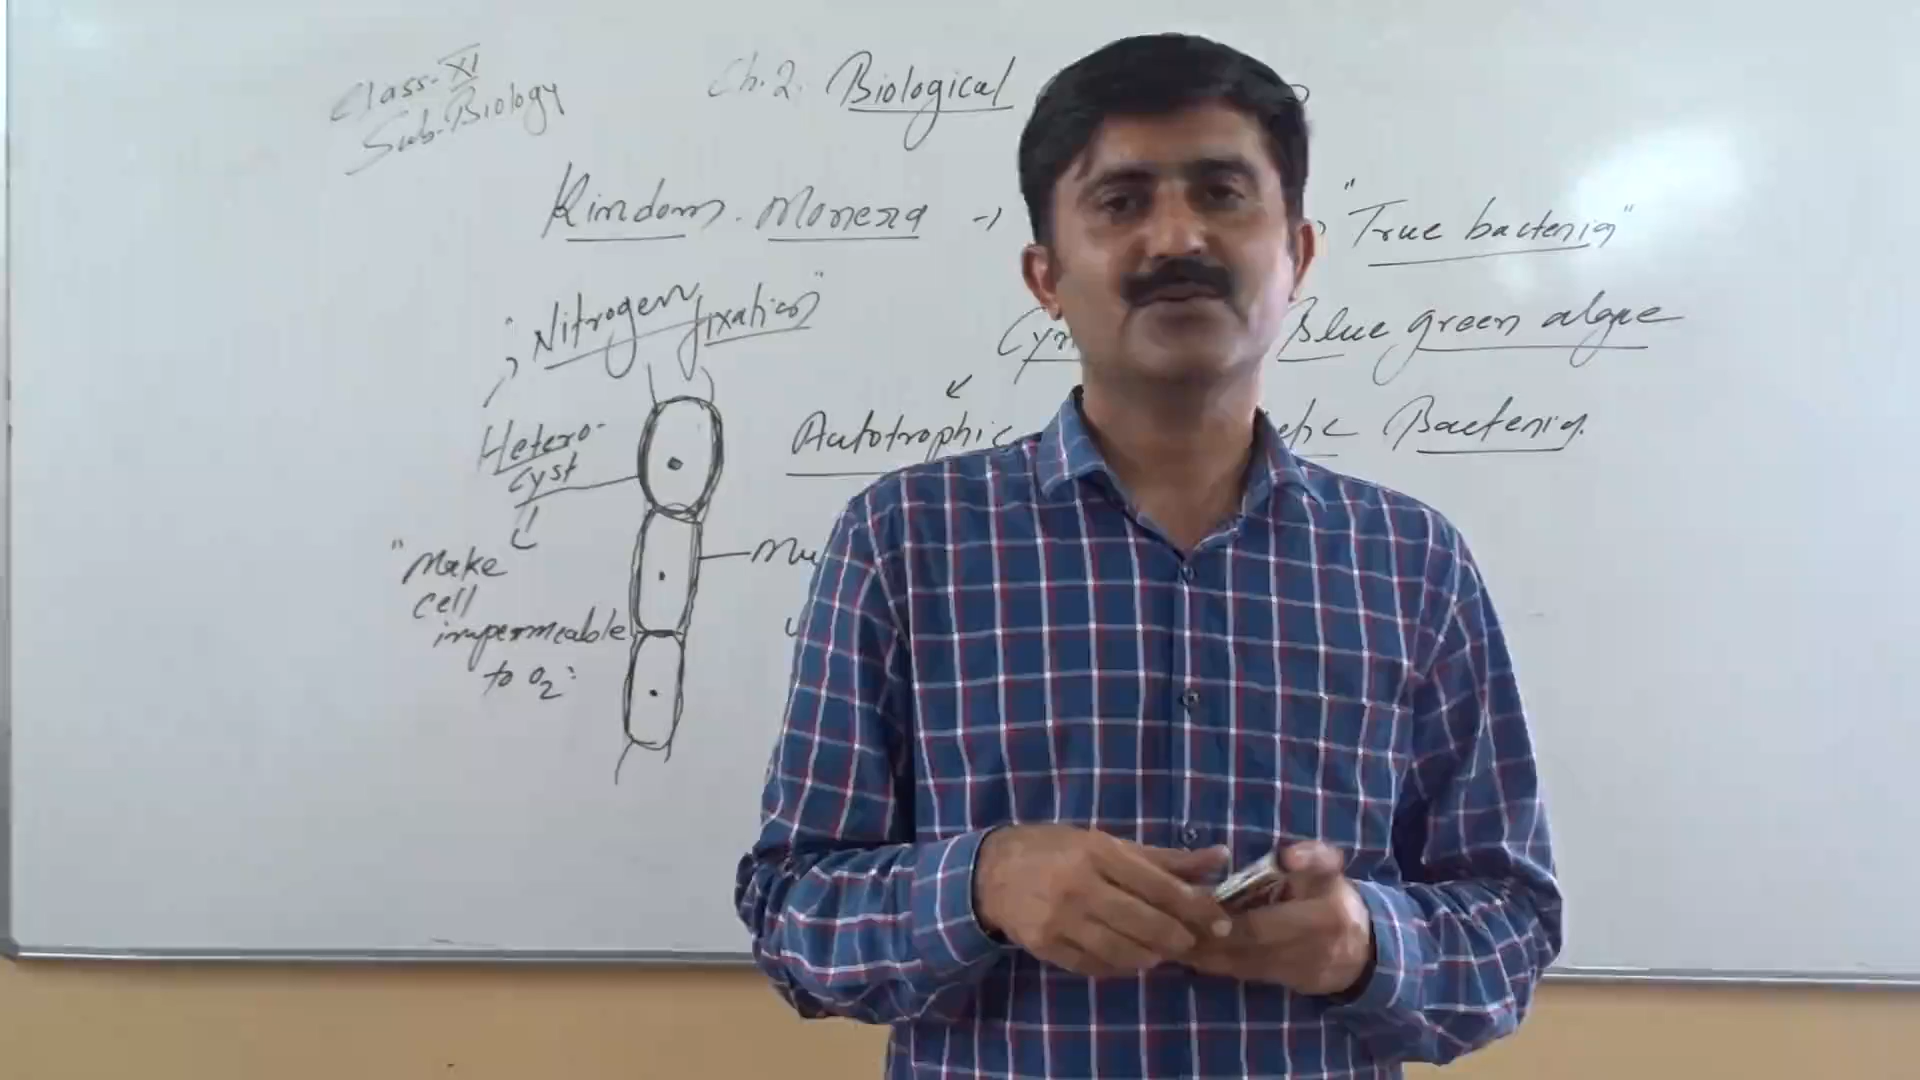 Class-XI
Sub-Biology
Ch.2. Biological
Kindom. Monera →
"True bacteria"
"Nitrogen fixation"
Blue green algae
Autotrophic
Bacteria.
Hetero-
cyst
"Make
cell
impermeable
to O2"